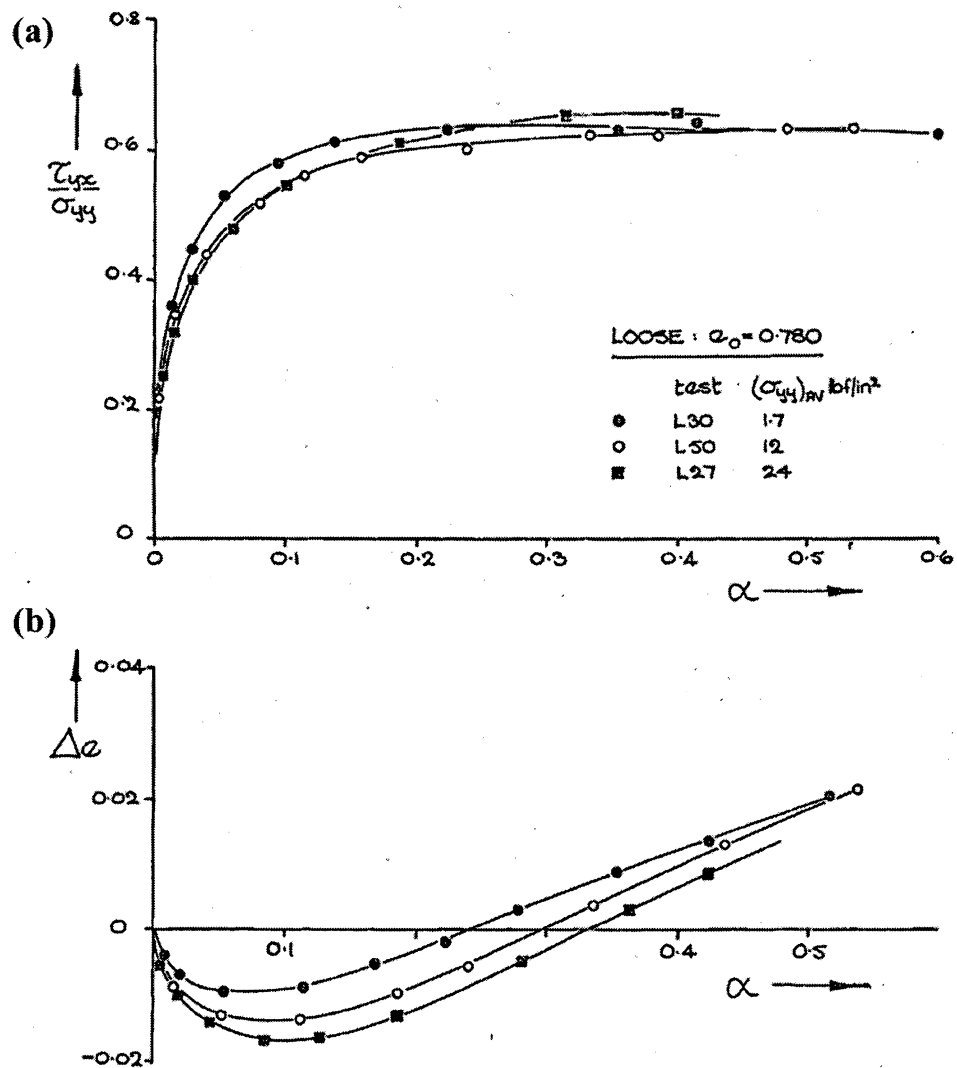 (a)
0.8
0.6
τyx
σyy
0.4
0.2
0
0
0.1
0.2
0.3
0.4
0.5
0.6
α
LOOSE : e₀ = 0.780
test (σyy)AV lbf/in²
L30 1.7
L50 12
L27 24
(b)
0.04
Δe
0.02
0
0.1
0.4
0.5
α
-0.02